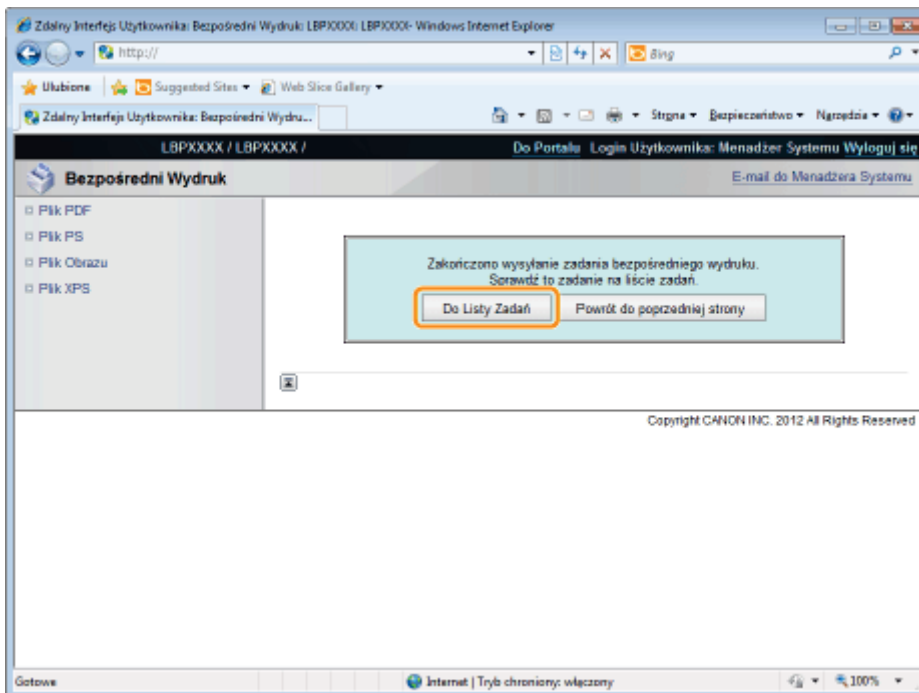 Zdalny Interfejs Użytkownika: Bezpośredni Wydruk: LBPXXXX: LBPXXXX- Windows Internet Explorer
http://
Bing
Ulubione Suggested Sites Web Slice Gallery
Zdalny Interfejs Użytkownika: Bezpośredni Wydru... Strona Bezpieczeństwo Narzędzia
LBPXXXX / LBPXXXX / Do Portalu Login Użytkownika: Menadżer Systemu Wyloguj się
Bezpośredni Wydruk E-mail do Menadżera Systemu
Plik PDF
Plik PS
Plik Obrazu
Plik XPS
Zakończono wysyłanie zadania bezpośredniego wydruku.
Sprawdź to zadanie na liście zadań.
Do Listy Zadań Powrót do poprzedniej strony
Copyright CANON INC. 2012 All Rights Reserved
Gotowe Internet | Tryb chroniony: włączony 100%